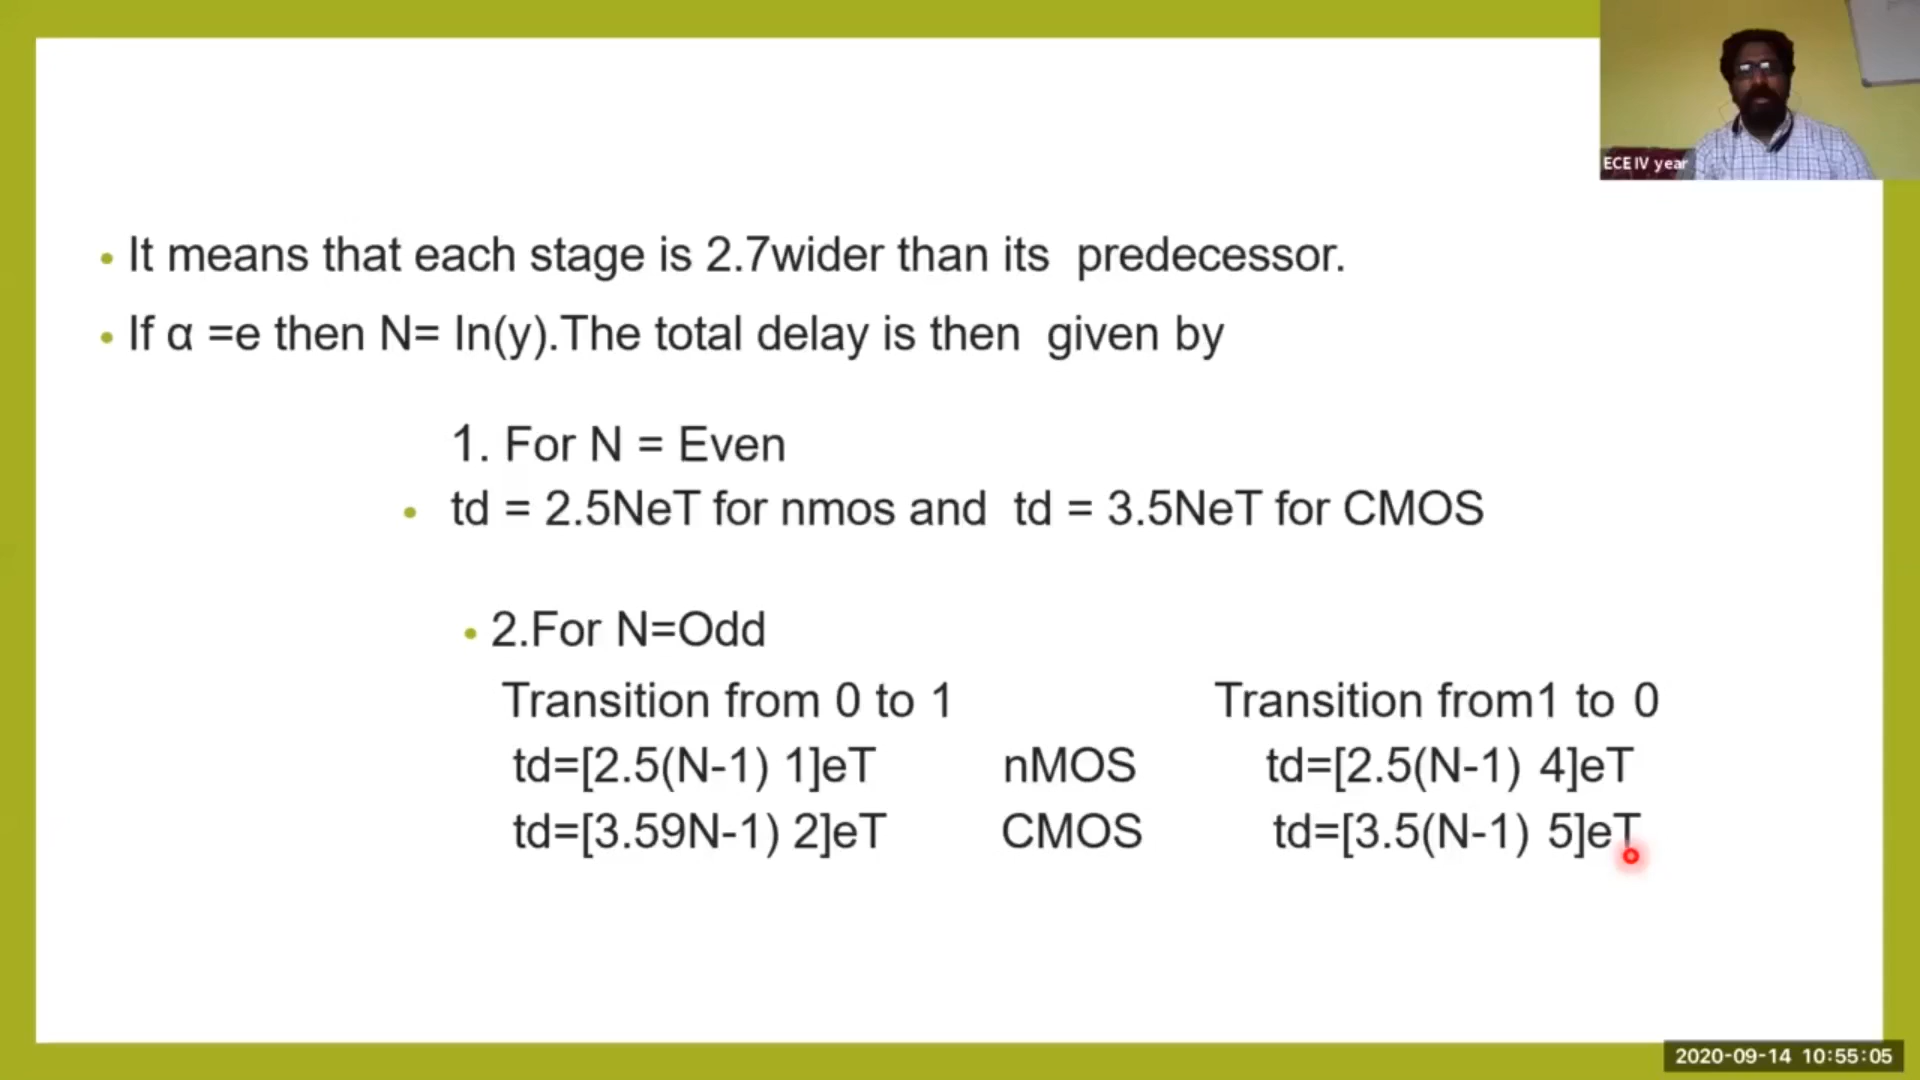 ECE IV year
• It means that each stage is 2.7wider than its predecessor.
• If α =e then N= ln(y).The total delay is then given by
1. For N = Even
• td = 2.5NeT for nmos and td = 3.5NeT for CMOS
• 2.For N=Odd
Transition from 0 to 1 Transition from1 to 0
td=[2.5(N-1) 1]eT nMOS td=[2.5(N-1) 4]eT
td=[3.59N-1) 2]eT CMOS td=[3.5(N-1) 5]eT
2020-09-14 10:55:05